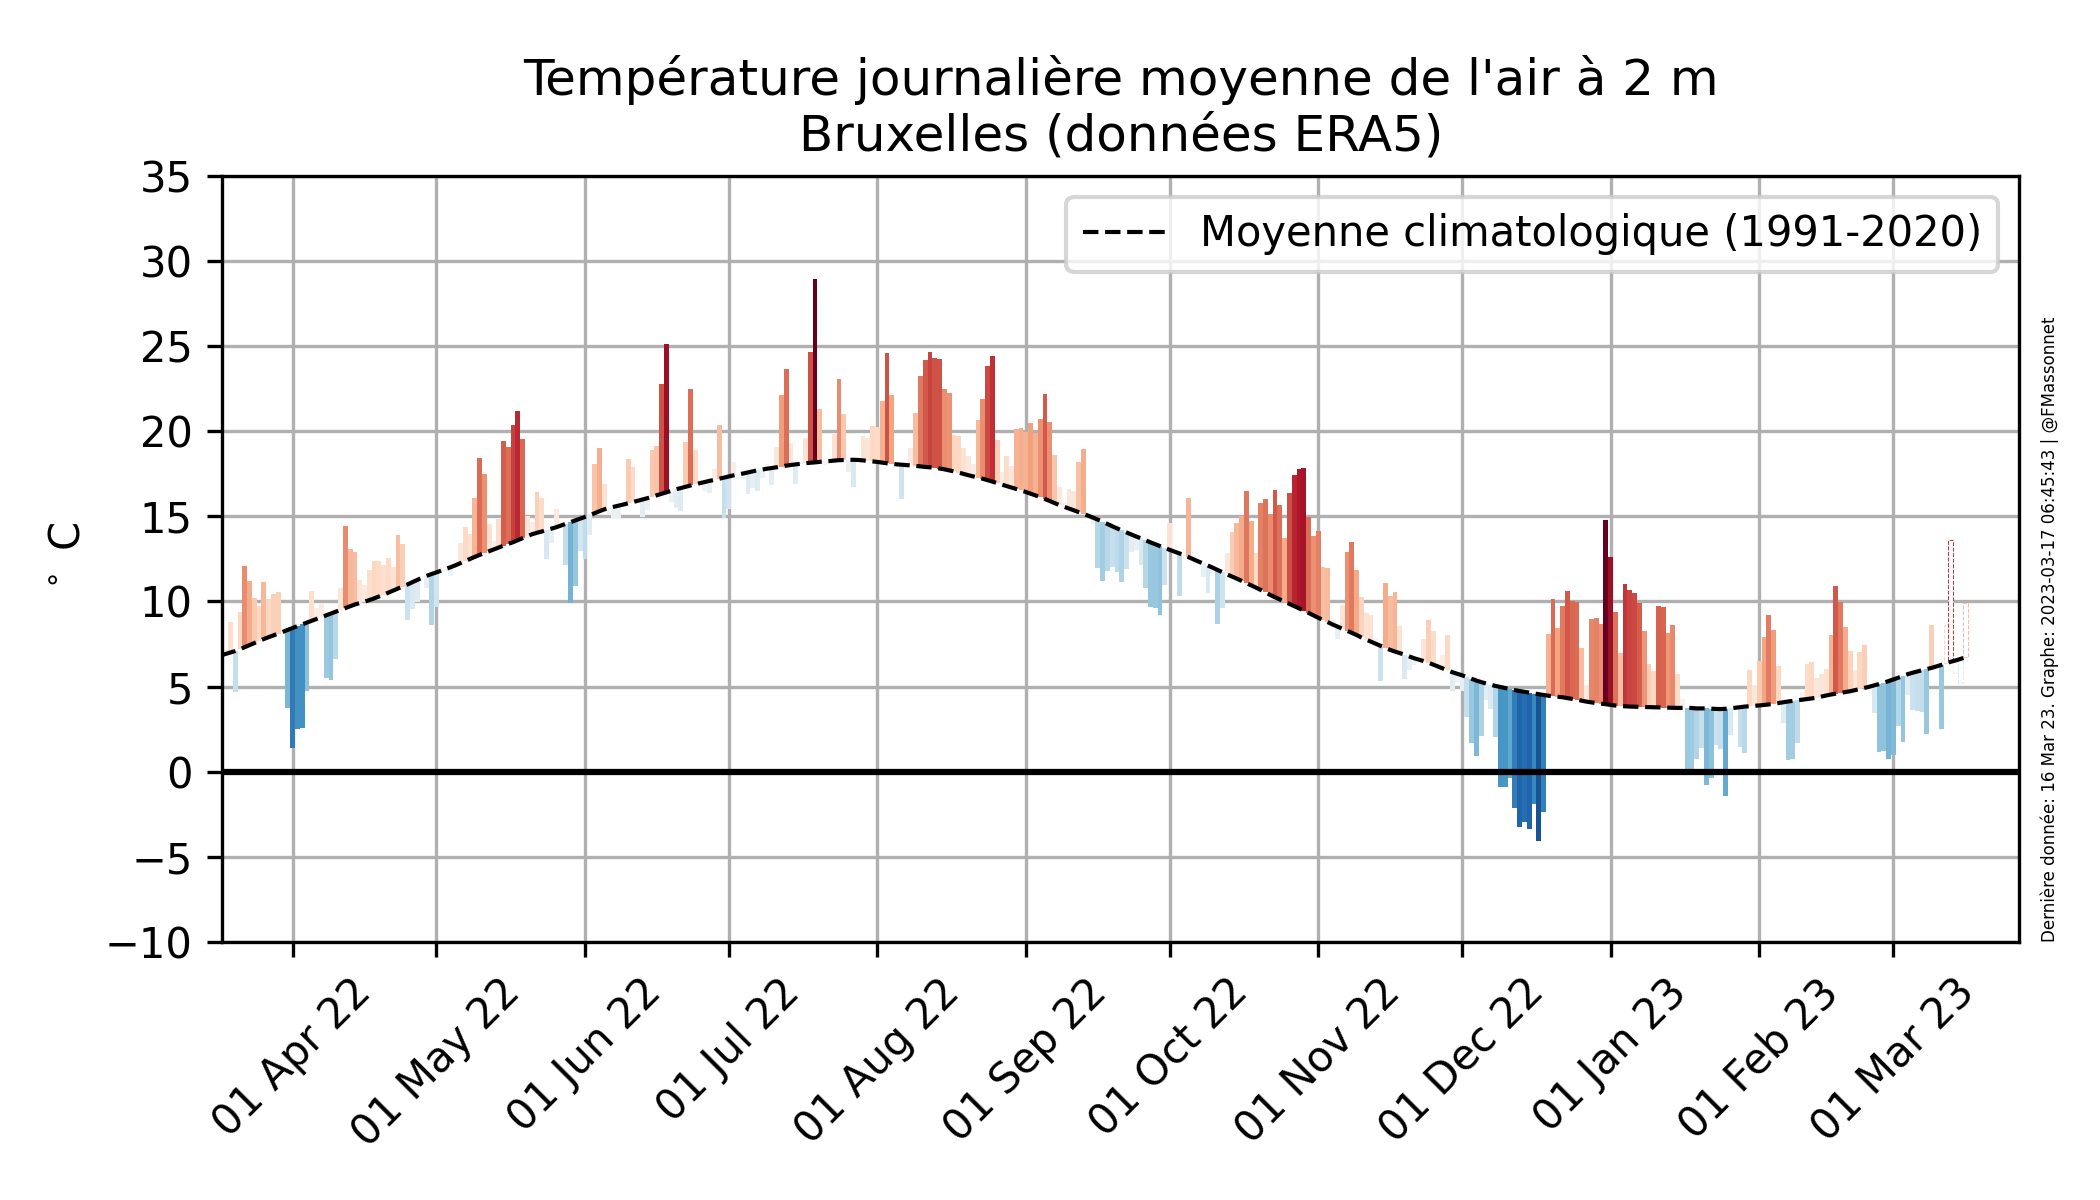 Température journalière moyenne de l'air à 2 m
Bruxelles (données ERA5)
35
30
25
20
15
10
5
0
−5
−10
° C
Moyenne climatologique (1991-2020)
01 Apr 22
01 May 22
01 Jun 22
01 Jul 22
01 Aug 22
01 Sep 22
01 Oct 22
01 Nov 22
01 Dec 22
01 Jan 23
01 Feb 23
01 Mar 23
Dernière donnée: 16 Mar 23. Graphe: 2023-03-17 06:45:43 | @FMassonnet